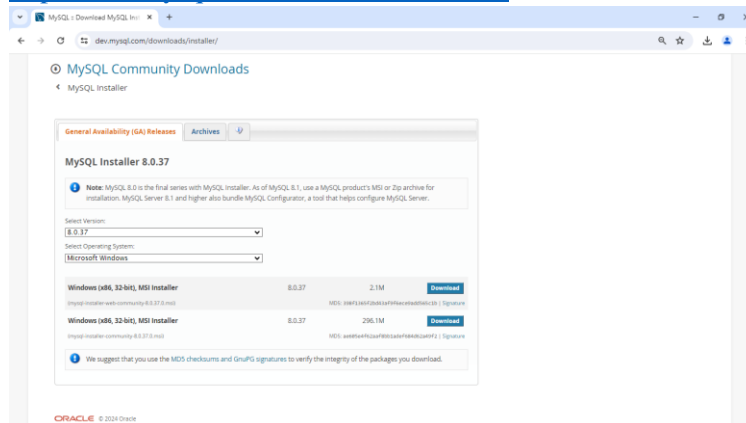 MySQL :: Download MySQL Ins
dev.mysql.com/downloads/installer/
MySQL Community Downloads
MySQL Installer
General Availability (GA) Releases
Archives
MySQL Installer 8.0.37
Note: MySQL 8.0 is the final series with MySQL Installer. As of MySQL 8.1, use a MySQL product's MSI or Zip archive for
installation. MySQL Server 8.1 and higher also bundle MySQL Configurator, a tool that helps configure MySQL Server.
Select Version:
8.0.37
Select Operating System:
Microsoft Windows
Windows (x86, 32-bit), MSI Installer 8.0.37 2.1M Download
(mysql-installer-web-community-8.0.37.0.msi) MD5: | Signature
Windows (x86, 32-bit), MSI Installer 8.0.37 296.1M Download
(mysql-installer-community-8.0.37.0.msi) MD5: | Signature
We suggest that you use the MD5 checksums and GnuPG signatures to verify the integrity of the packages you download.
ORACLE © 2024 Oracle